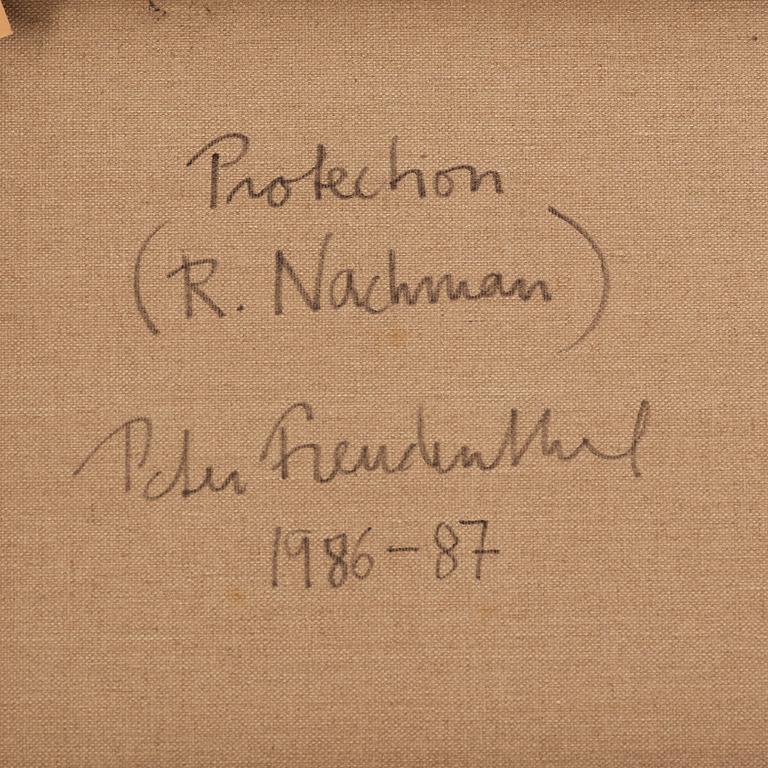 Protection
(R. Nachman)
Peter Freudenthal
1986-87